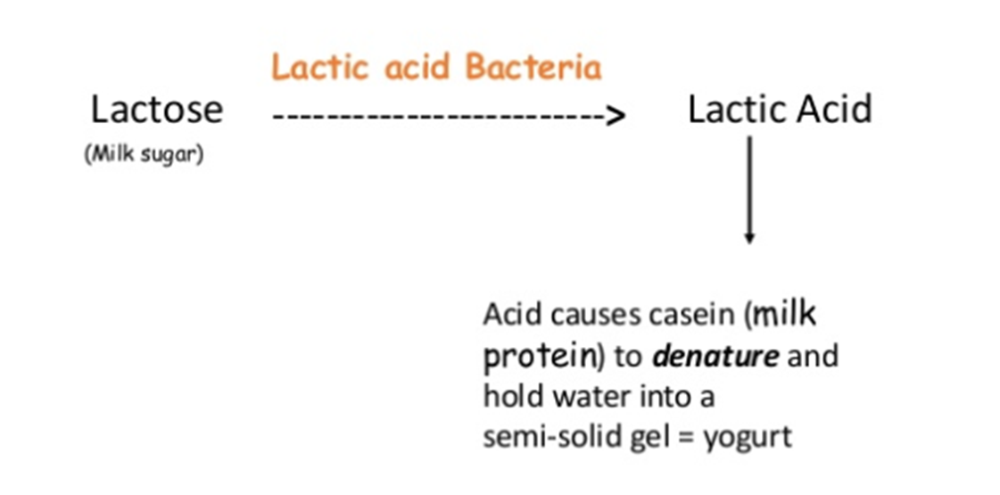 Lactic acid Bacteria
Lactose -------------------------> Lactic Acid
(Milk sugar)
Acid causes casein (milk
protein) to denature and
hold water into a
semi-solid gel = yogurt